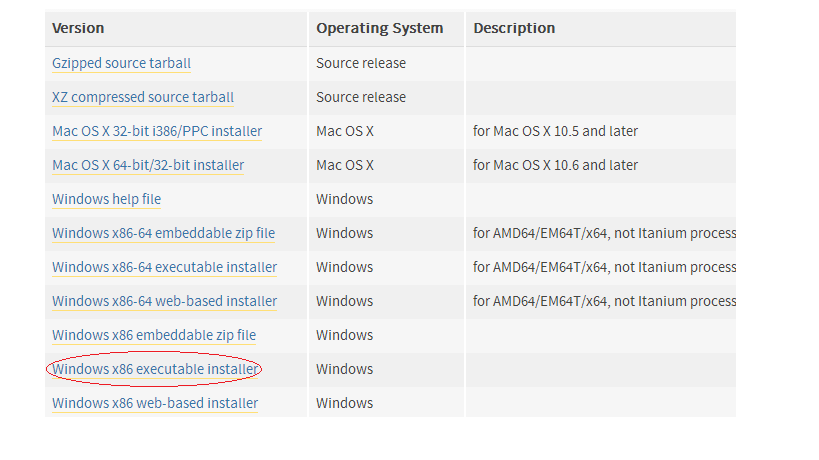 Version Operating System Description
Gzipped source tarball Source release
XZ compressed source tarball Source release
Mac OS X 32-bit i386/PPC installer Mac OS X for Mac OS X 10.5 and later
Mac OS X 64-bit/32-bit installer Mac OS X for Mac OS X 10.6 and later
Windows help file Windows
Windows x86-64 embeddable zip file Windows for AMD64/EM64T/x64, not Itanium process
Windows x86-64 executable installer Windows for AMD64/EM64T/x64, not Itanium process
Windows x86-64 web-based installer Windows for AMD64/EM64T/x64, not Itanium process
Windows x86 embeddable zip file Windows
Windows x86 executable installer Windows
Windows x86 web-based installer Windows